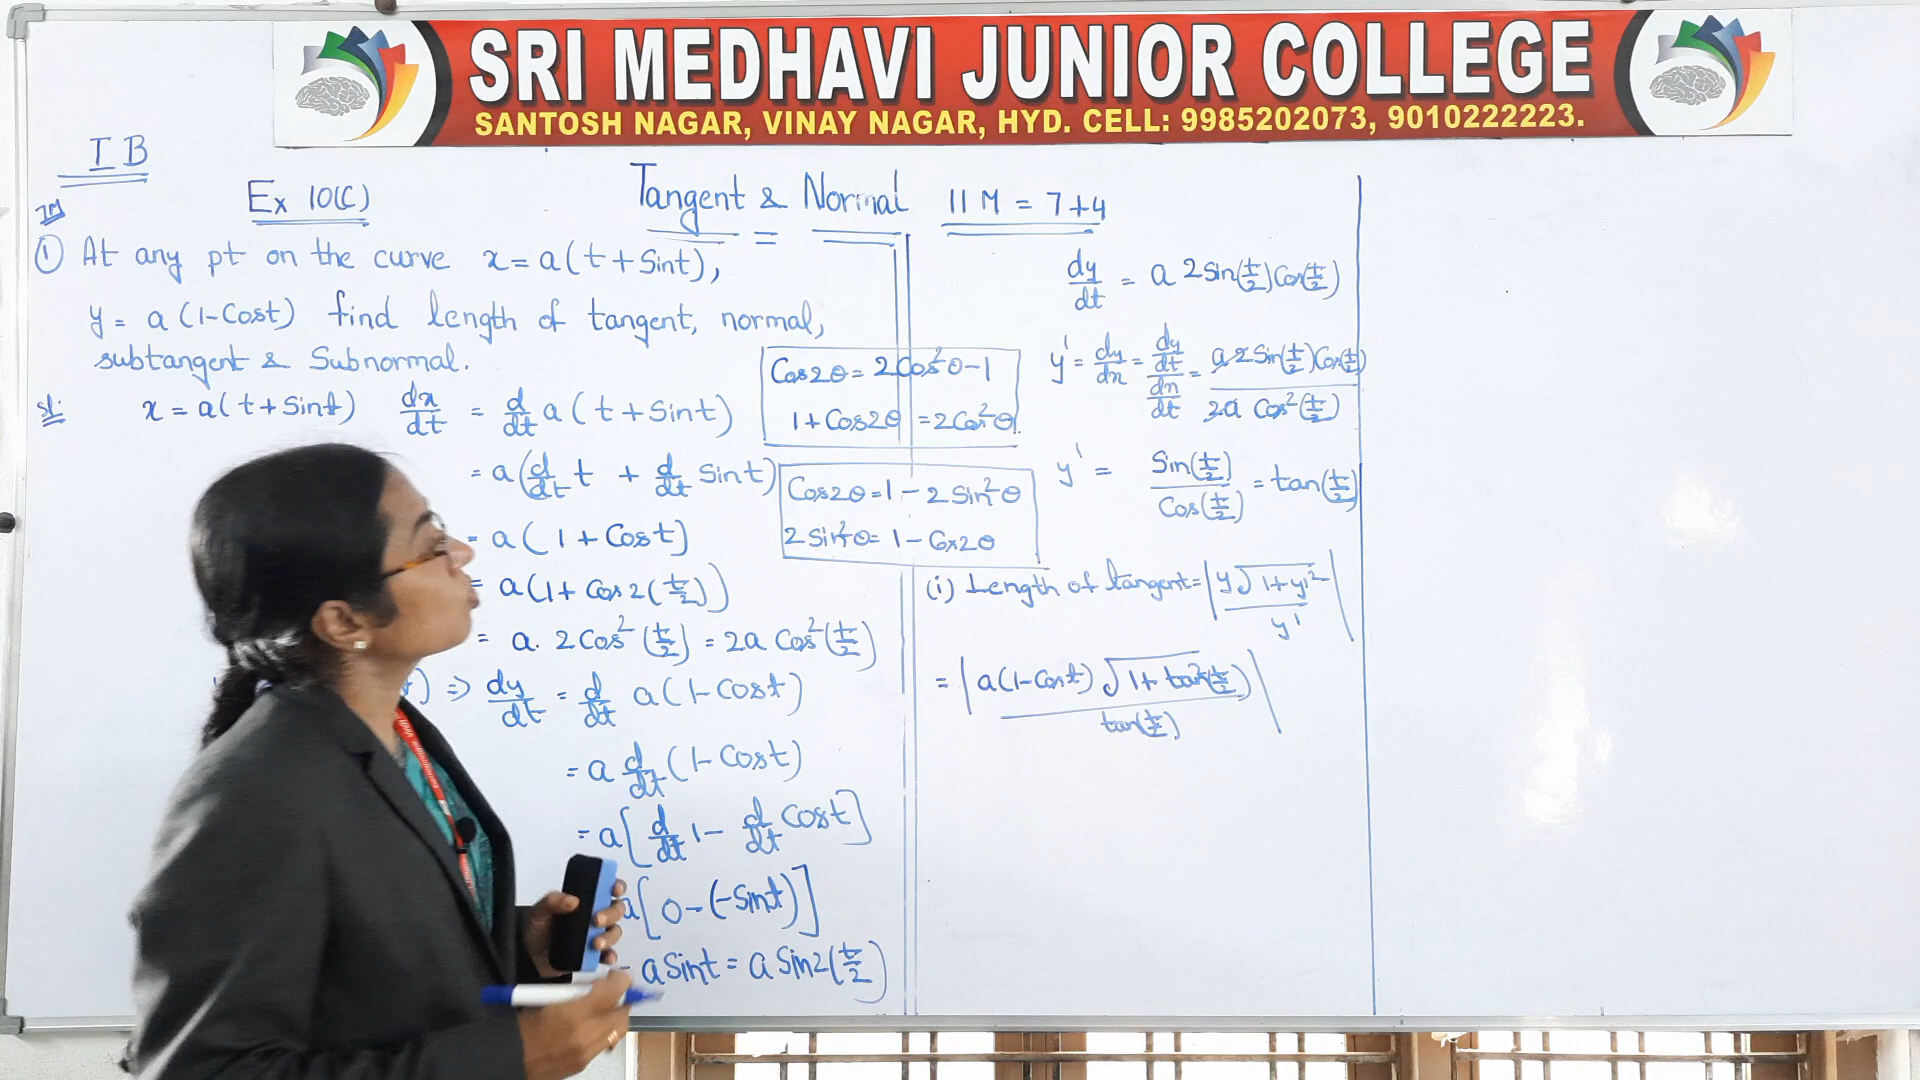 SRI MEDHAVI JUNIOR COLLEGE
SANTOSH NAGAR, VINAY NAGAR, HYD. CELL: 9985202073, 9010222223.
I B
Ex 10(C)
Tangent & Normal 11 M = 7+4
7M
① At any pt on the curve x = a(t + Sint),
y = a(1-Cost) find length of tangent, normal,
subtangent & Subnormal.
Sol: x = a(t + Sint) dx/dt = d/dt a(t + Sint)
= a(d/dt t + d/dt Sint)
= a(1 + Cost)
= a(1 + Cos 2(t/2))
= a. 2Cos²(t/2) = 2a Cos²(t/2)
) ⇒ dy/dt = d/dt a(1-Cost)
= a d/dt (1-Cost)
= a[d/dt 1 - d/dt Cost]
a[0-(-Sint)]
= aSint = a Sin2(t/2)
Cos2θ = 2Cos²θ-1
1+Cos2θ = 2Cos²θ
Cos2θ = 1 - 2Sin²θ
2Sin²θ = 1 - Cos2θ
dy/dt = a 2Sin(t/2)Cos(t/2)
y' = dy/dx = (dy/dt)/(dx/dt) = a 2Sin(t/2)Cos(t/2) / 2a Cos²(t/2)
y' = Sin(t/2)/Cos(t/2) = tan(t/2)
(i) Length of tangent = |y√(1+y'²)/y'|
= |a(1-Cost)√(1+tan²(t/2))/tan(t/2)|